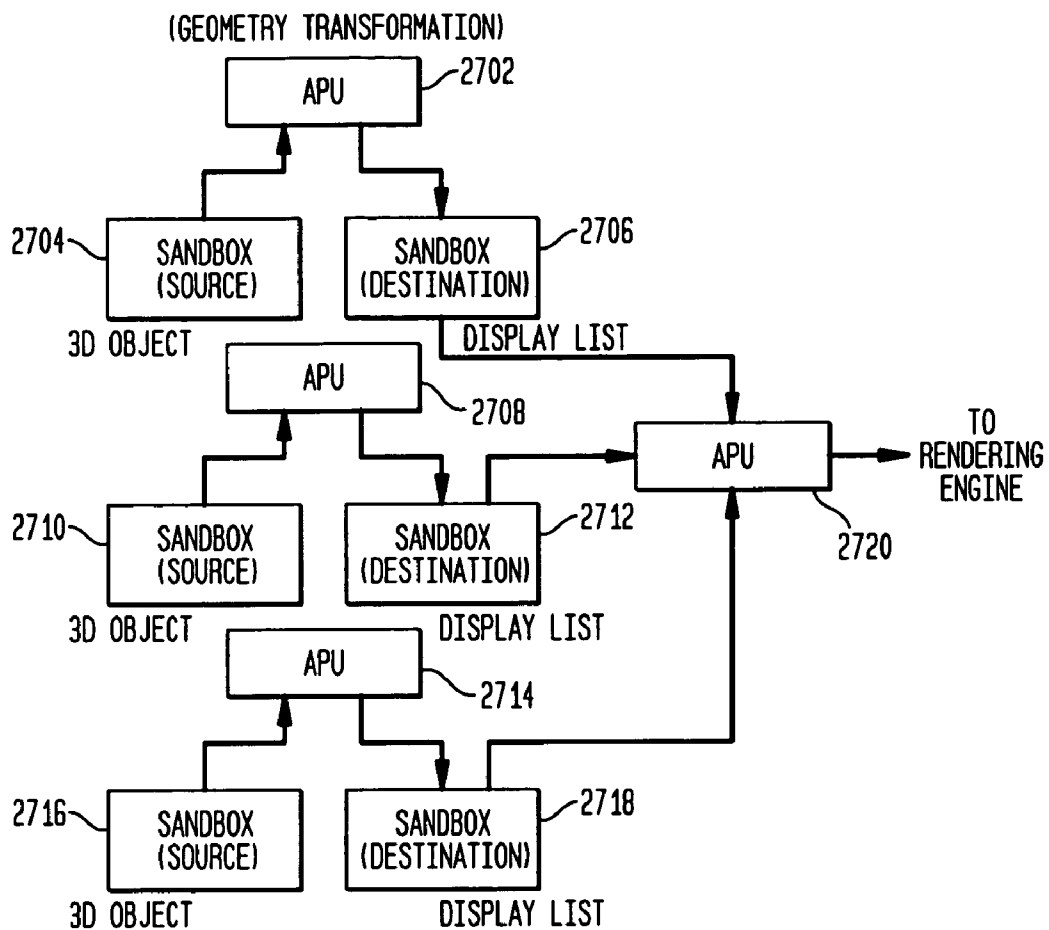 (GEOMETRY TRANSFORMATION)
APU
2702
2704
SANDBOX
(SOURCE)
3D OBJECT
SANDBOX
(DESTINATION)
2706
DISPLAY LIST
APU
2708
2710
SANDBOX
(SOURCE)
3D OBJECT
SANDBOX
(DESTINATION)
2712
DISPLAY LIST
APU
2714
2716
SANDBOX
(SOURCE)
3D OBJECT
SANDBOX
(DESTINATION)
2718
DISPLAY LIST
APU
2720
TO
RENDERING
ENGINE